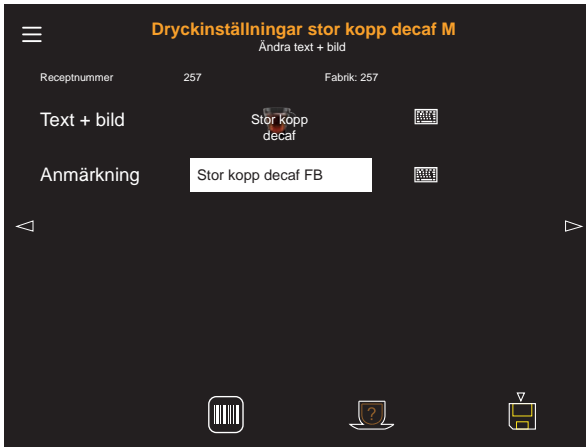 Dryckinställningar stor kopp decaf M
Ändra text + bild
Receptnummer 257 Fabrik: 257
Text + bild Stor kopp
decaf
Anmärkning Stor kopp decaf FB
?